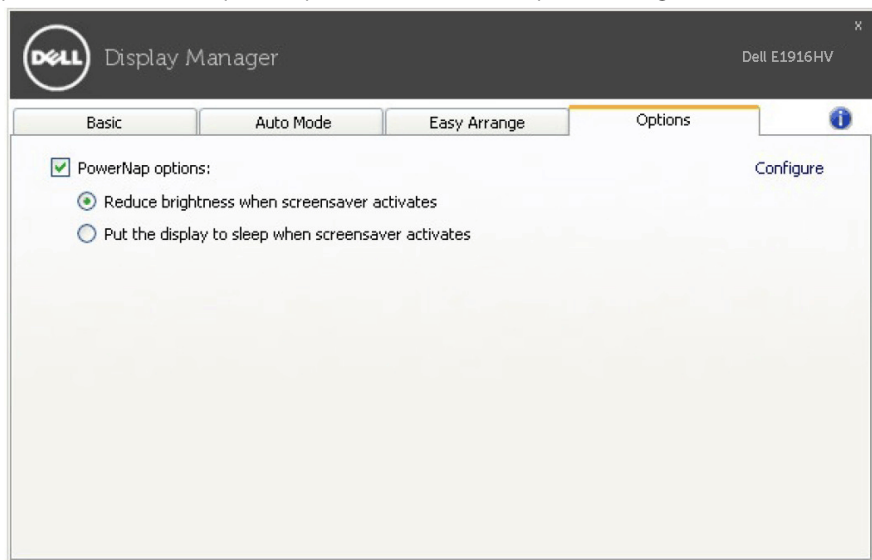 DELL
Display Manager
x
Dell E1916HV
Basic
Auto Mode
Easy Arrange
Options
PowerNap options:
Configure
Reduce brightness when screensaver activates
Put the display to sleep when screensaver activates